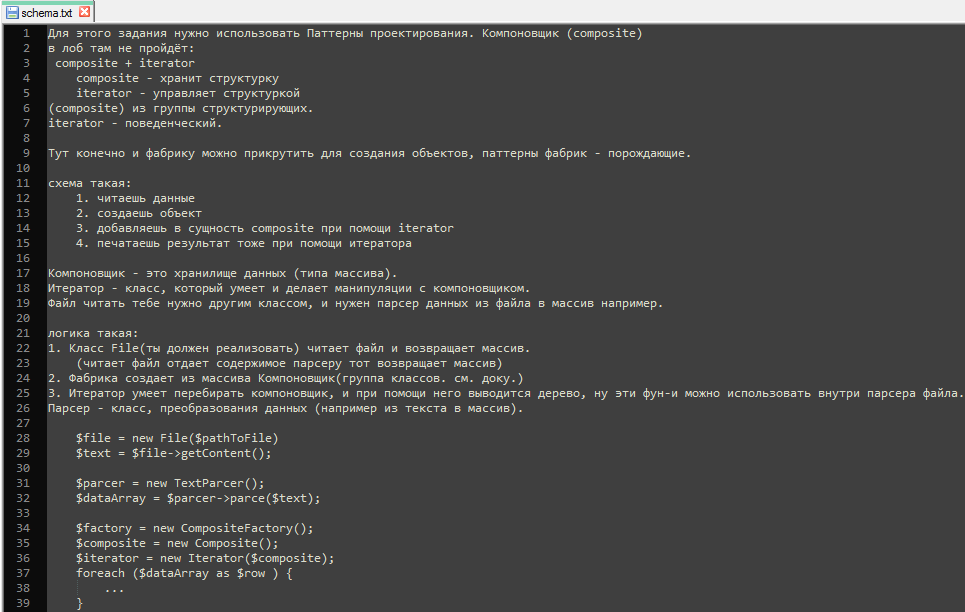 schema.txt
1 Для этого задания нужно использовать Паттерны проектирования. Компоновщик (composite)
2 в лоб там не пройдёт:
3 composite + iterator
4 composite - хранит структурку
5 iterator - управляет структуркой
6 (composite) из группы структурирующих.
7 iterator - поведенческий.
8
9 Тут конечно и фабрику можно прикрутить для создания объектов, паттерны фабрик - порождающие.
10
11 схема такая:
12 1. читаешь данные
13 2. создаешь объект
14 3. добавляешь в сущность composite при помощи iterator
15 4. печатаешь результат тоже при помощи итератора
16
17 Компоновщик - это хранилище данных (типа массива).
18 Итератор - класс, который умеет и делает манипуляции с компоновщиком.
19 Файл читать тебе нужно другим классом, и нужен парсер данных из файла в массив например.
20
21 логика такая:
22 1. Класс File(ты должен реализовать) читает файл и возвращает массив.
23 (читает файл отдает содержимое парсеру тот возвращает массив)
24 2. Фабрика создает из массива Компоновщик(группа классов. см. доку.)
25 3. Итератор умеет перебирать компоновщик, и при помощи него выводится дерево, ну эти фун-и можно использовать внутри парсера файла.
26 Парсер - класс, преобразования данных (например из текста в массив).
27
28 $file = new File($pathToFile)
29 $text = $file->getContent();
30
31 $parcer = new TextParcer();
32 $dataArray = $parcer->parce($text);
33
34 $factory = new CompositeFactory();
35 $composite = new Composite();
36 $iterator = new Iterator($composite);
37 foreach ($dataArray as $row ) {
38 ...
39 }